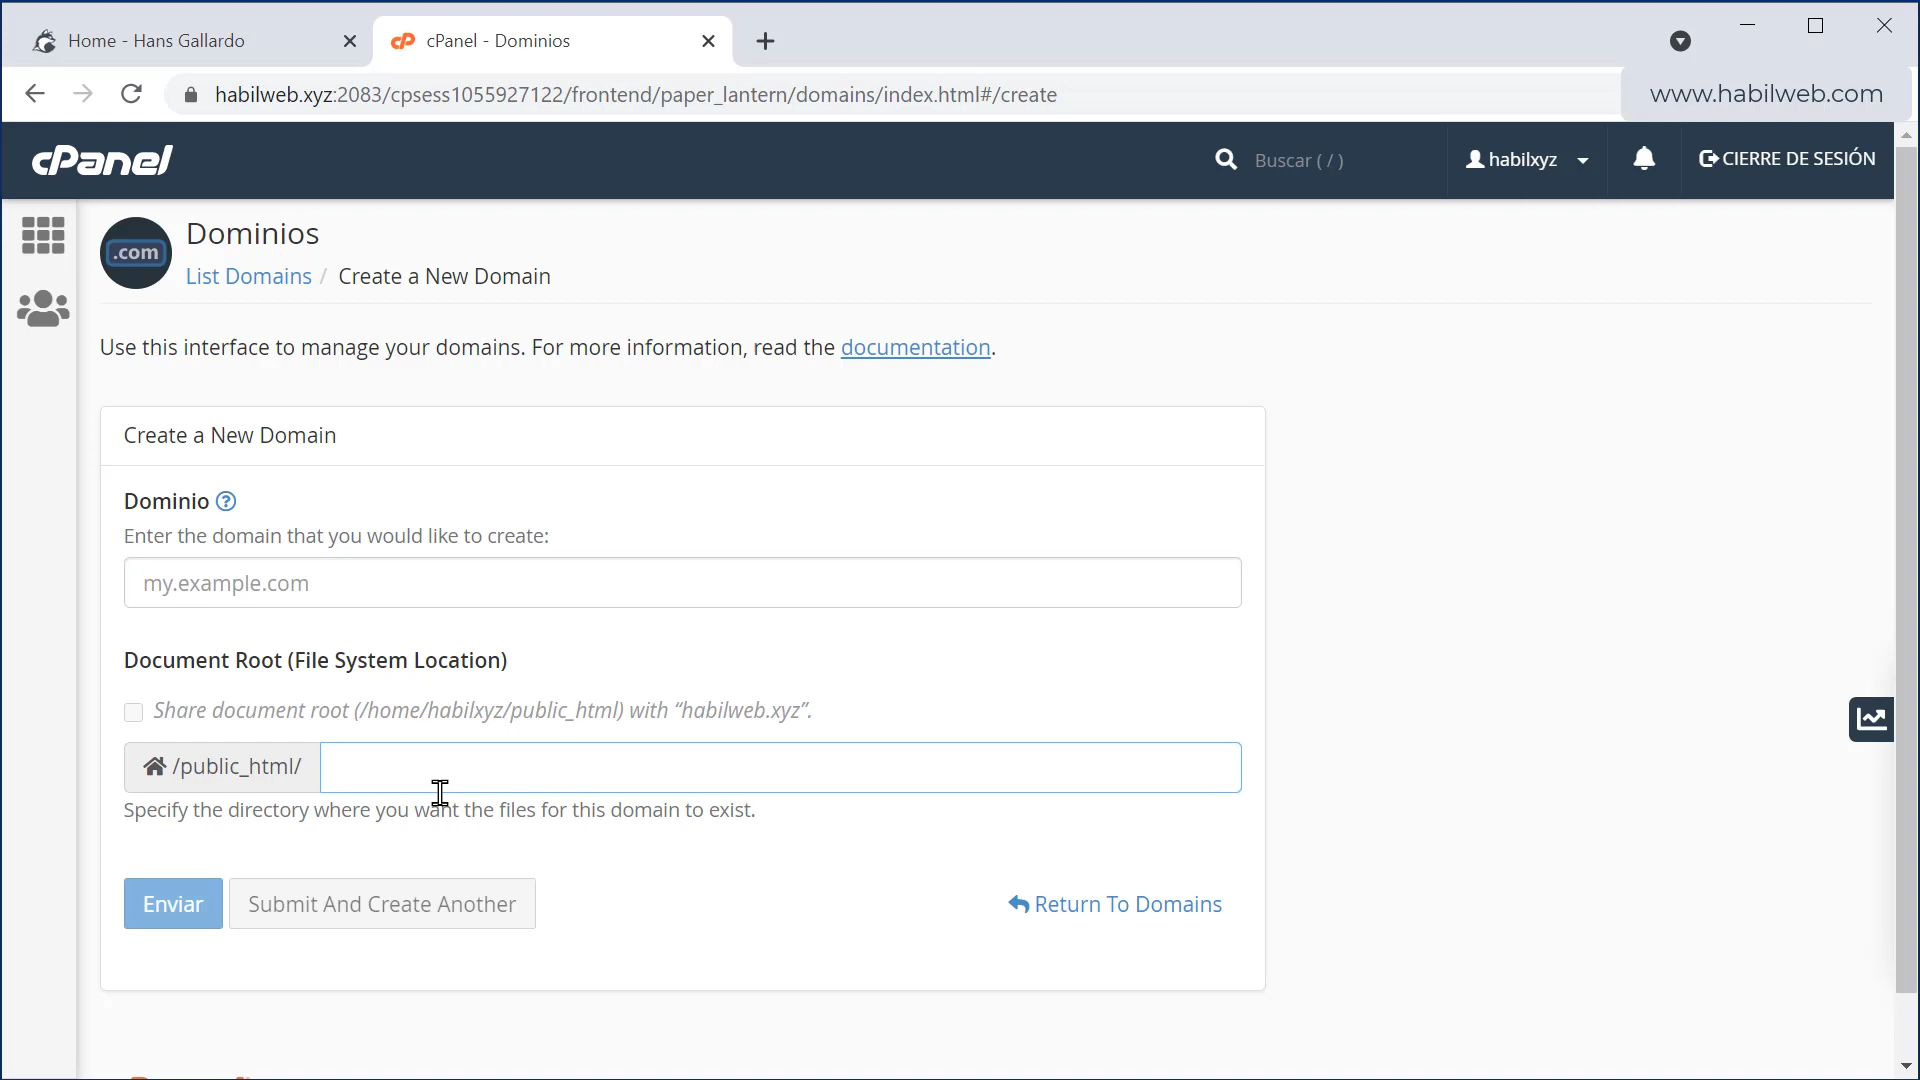 Home - Hans Gallardo
cPanel - Dominios
habilweb.xyz:2083/cpsess1055927122/frontend/paper_lantern/domains/index.html#/create
www.habilweb.com
cPanel
Buscar ( / )
habilxyz
CIERRE DE SESIÓN
.com
Dominios
List Domains / Create a New Domain
Use this interface to manage your domains. For more information, read the documentation.
Create a New Domain
Dominio
Enter the domain that you would like to create:
my.example.com
Document Root (File System Location)
Share document root (/home/habilxyz/public_html) with “habilweb.xyz”.
/public_html/
Specify the directory where you want the files for this domain to exist.
Enviar
Submit And Create Another
Return To Domains